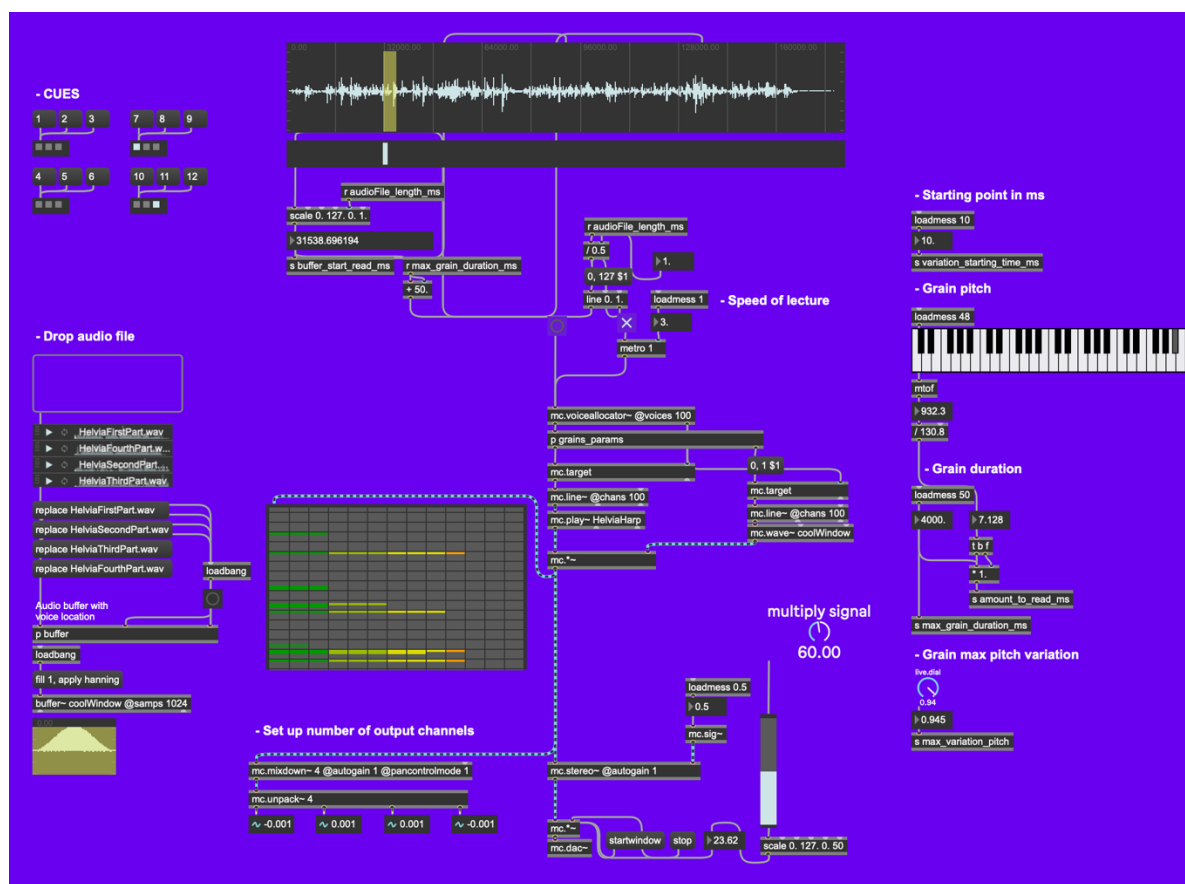 0.00 32000.00 64000.00 96000.00 128000.00 160000.00
- CUES
1 2 3 7 8 9
4 5 6 10 11 12
r audioFile_length_ms
scale 0. 127. 0. 1.
31538.696194
s buffer_start_read_ms
r max_grain_duration_ms
+ 50.
r audioFile_length_ms
/ 0.5
1.
0, 127 $1
line 0. 1.
loadmess 1
- Speed of lecture
3.
metro 1
- Starting point in ms
loadmess 10
10.
s variation_starting_time_ms
- Grain pitch
loadmess 48
mtof
932.3
/ 130.8
- Grain duration
loadmess 50
4000.
7.128
t b f
* 1.
s amount_to_read_ms
s max_grain_duration_ms
- Grain max pitch variation
live.dial
0.94
0.945
s max_variation_pitch
- Drop audio file
_HelviaFirstPart.wav
_HelviaFourthPart.w...
_HelviaSecondPart....
_HelviaThirdPart.wav
replace HelviaFirstPart.wav
replace HelviaSecondPart.wav
replace HelviaThirdPart.wav
replace HelviaFourthPart.wav
loadbang
Audio buffer with
voice location
p buffer
loadbang
fill 1, apply hanning
buffer~ coolWindow @samps 1024
0.00
mc.voiceallocator~ @voices 100
p grains_params
mc.target
0, 1 $1
mc.line~ @chans 100
mc.target
mc.play~ HelviaHarp
mc.line~ @chans 100
mc.wave~ coolWindow
mc.*~
multiply signal
60.00
loadmess 0.5
0.5
mc.sig~
- Set up number of output channels
mc.mixdown~ 4 @autogain 1 @pancontrolmode 1
mc.stereo~ @autogain 1
mc.unpack~ 4
-0.001 0.001 0.001 -0.001
mc.*~
mc.dac~
startwindow
stop
23.62
scale 0. 127. 0. 50